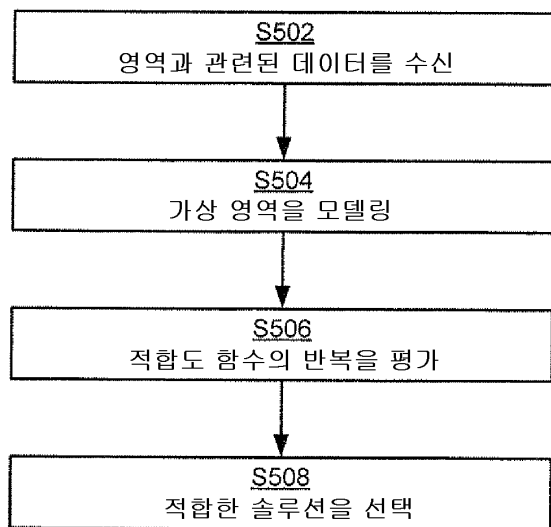 S502
영역과 관련된 데이터를 수신
S504
가상 영역을 모델링
S506
적합도 함수의 반복을 평가
S508
적합한 솔루션을 선택